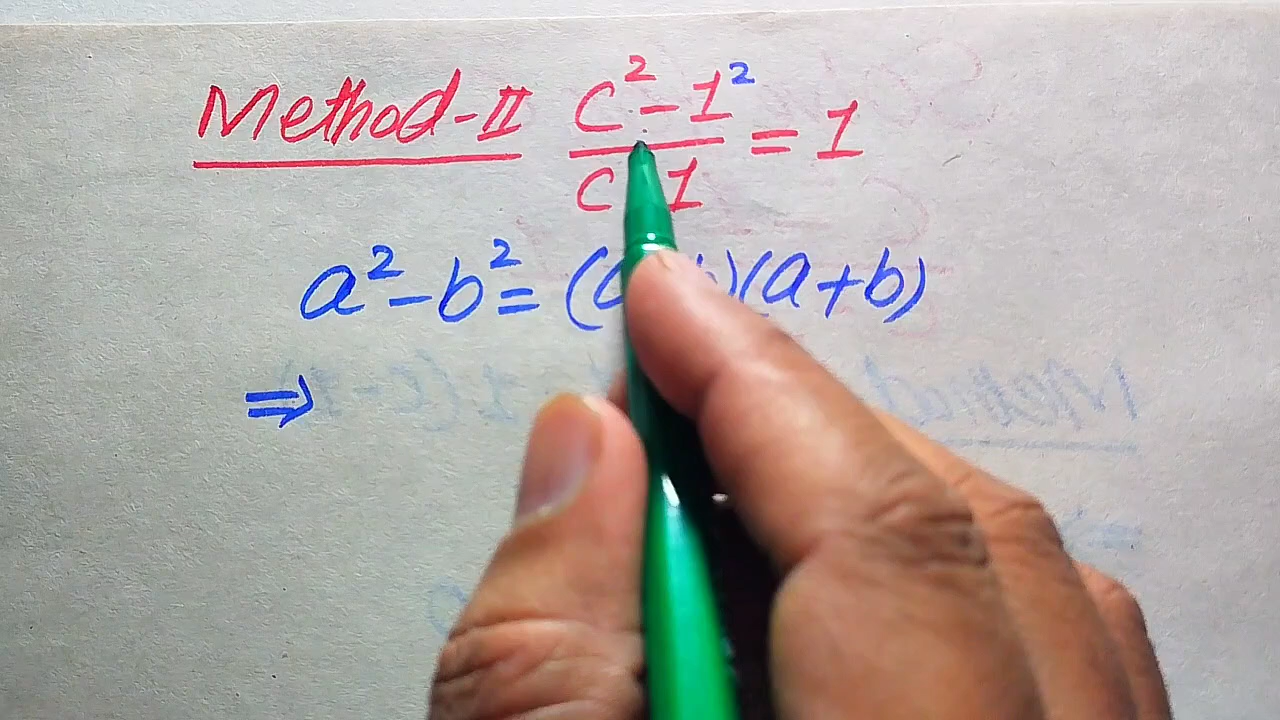 Method-II c²-1² / c-1 = 1
a²-b² = (a-b)(a+b)
⇒